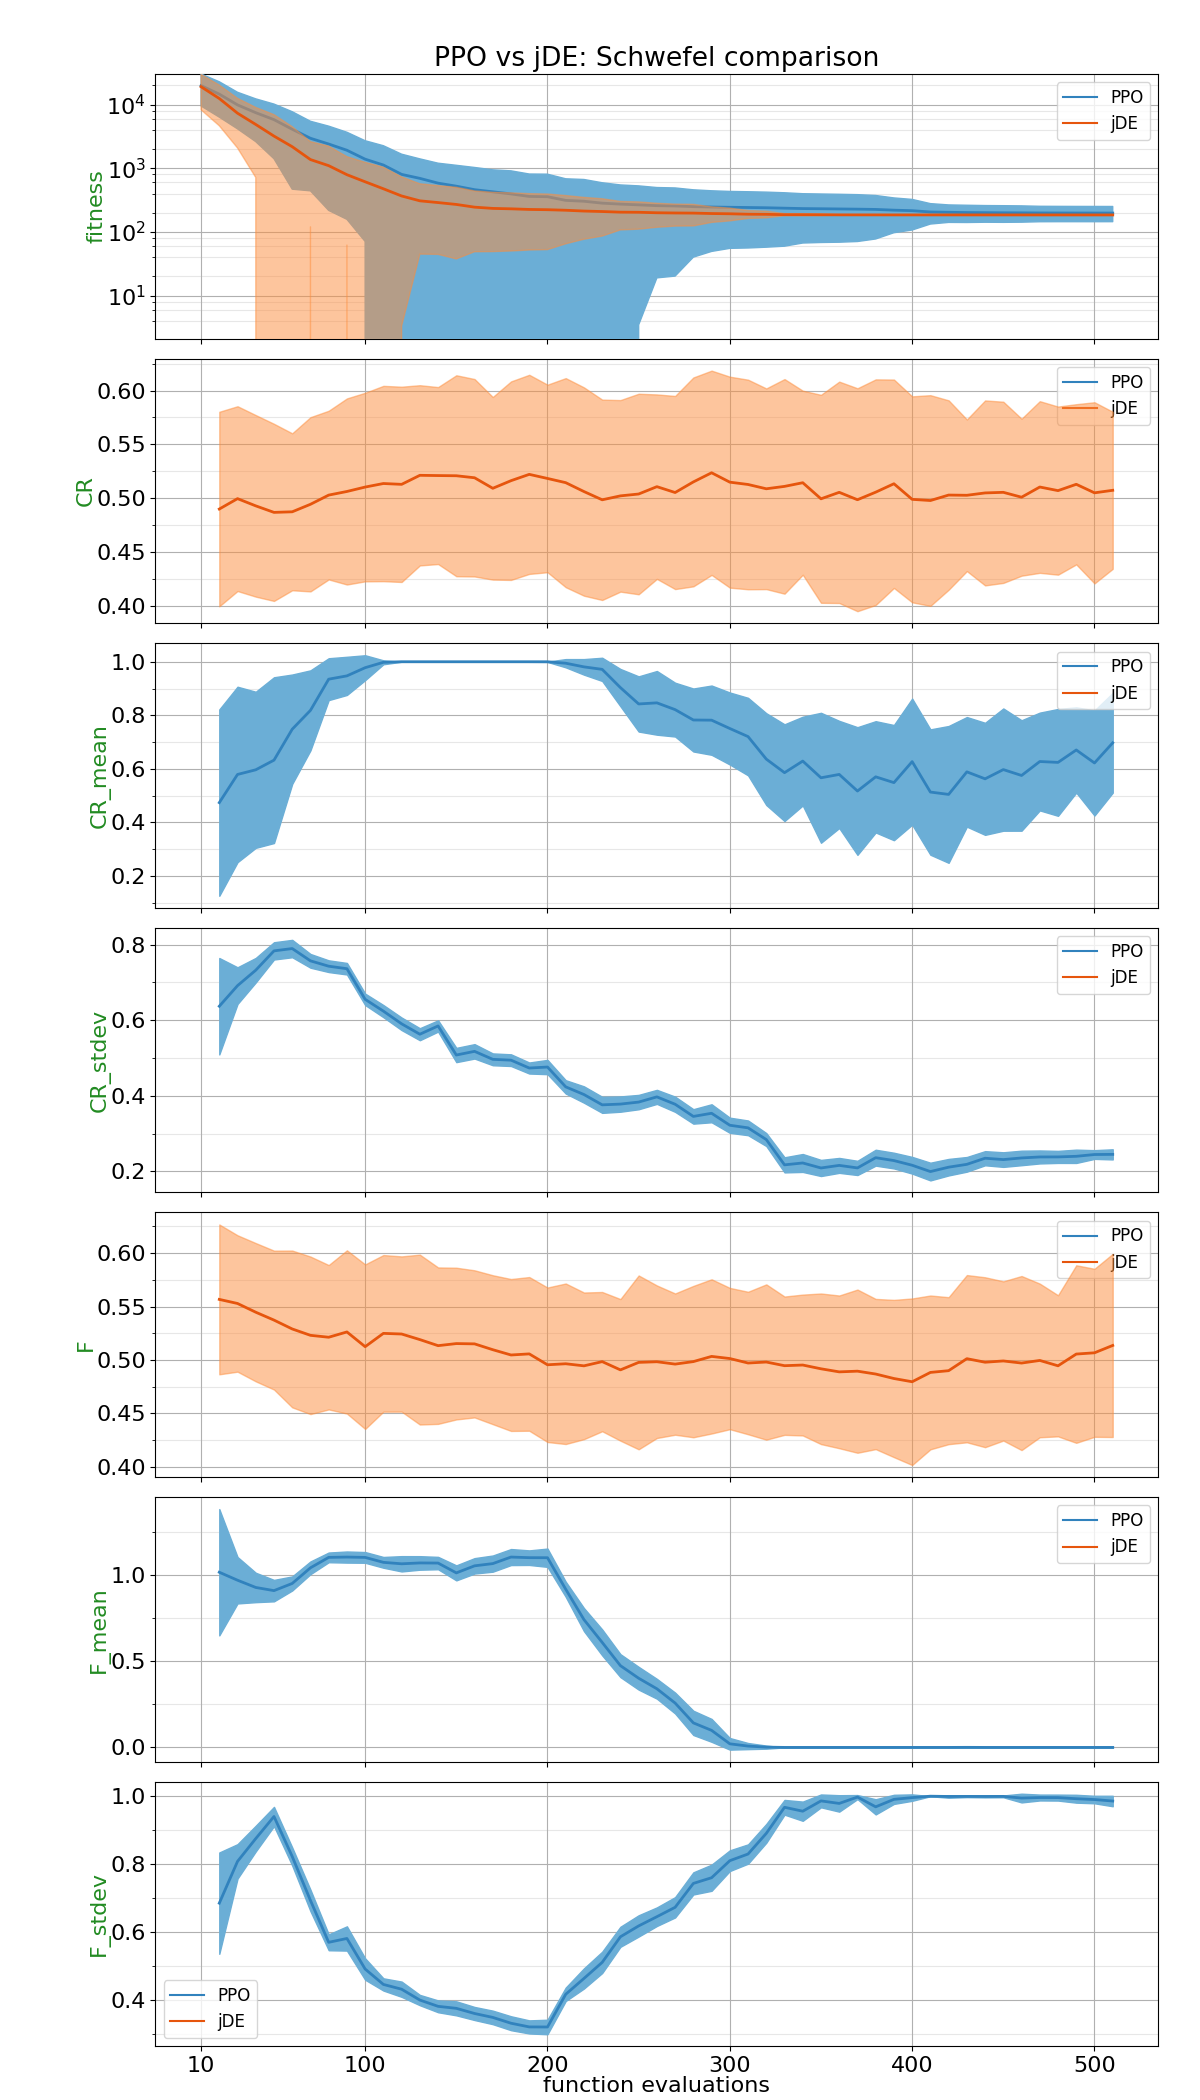 PPO vs jDE: Schwefel comparison
fitness
10⁴
10³
10²
10¹
PPO
jDE
CR
0.60
0.55
0.50
0.45
0.40
PPO
jDE
CR_mean
1.0
0.8
0.6
0.4
0.2
PPO
jDE
CR_stdev
0.8
0.6
0.4
0.2
PPO
jDE
F
0.60
0.55
0.50
0.45
0.40
PPO
jDE
F_mean
1.0
0.5
0.0
PPO
jDE
F_stdev
1.0
0.8
0.6
0.4
PPO
jDE
10 100 200 300 400 500
function evaluations